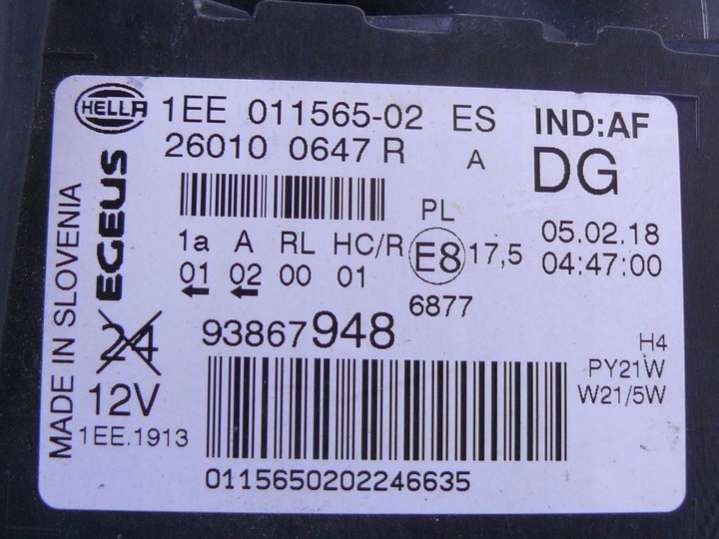 HELLA 1EE 011565-02 ES IND:AF
26010 0647 R A DG
EGEUS
MADE IN SLOVENIA
PL
1a A RL HC/R E8 17,5 05.02.18
01 02 00 01 04:47:00
6877
93867948
24
12V
1EE.1913
H4
PY21W
W21/5W
0115650202246635